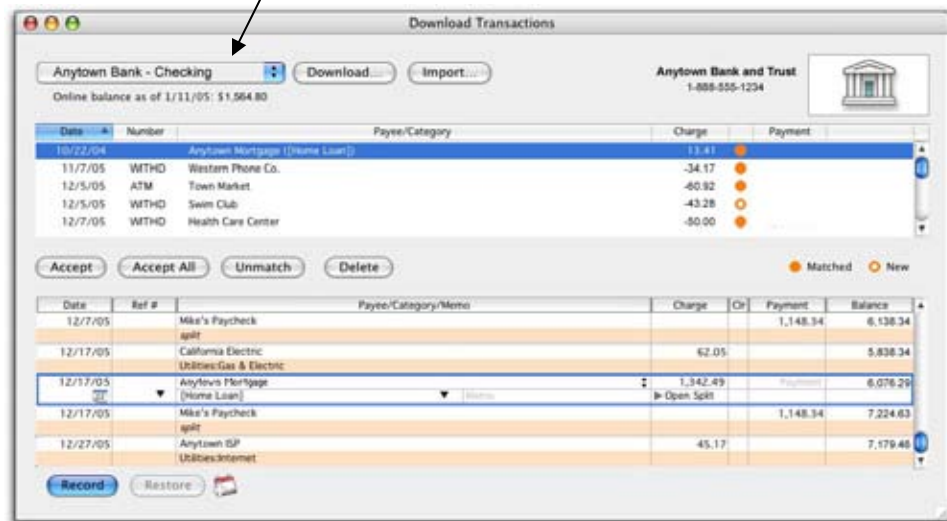 Download Transactions
Anytown Bank - Checking Download... Import...
Anytown Bank and Trust
1-888-555-1234
Online balance as of 1/11/05: $1,564.80
Date Number Payee/Category Charge Payment
10/22/04 Anytown Mortgage ([Home Loan]) 13.41
11/7/05 WITHD Western Phone Co. -34.17
12/5/05 ATM Town Market -60.92
12/5/05 WITHD Swim Club -43.28
12/7/05 WITHD Health Care Center -50.00
Accept Accept All Unmatch Delete Matched New
Date Ref # Payee/Category/Memo Charge Clr Payment Balance
12/7/05 Mike's Paycheck 1,148.34 6,138.34
split
12/17/05 California Electric 62.05 5,838.34
Utilities:Gas & Electric
12/17/05 Anytown Mortgage 1,342.49 Payment 6,076.29
[Home Loan] Memo Open Split
12/17/05 Mike's Paycheck 1,148.34 7,224.63
split
12/27/05 Anytown ISP 45.17 7,179.46
Utilities:Internet
Record Restore